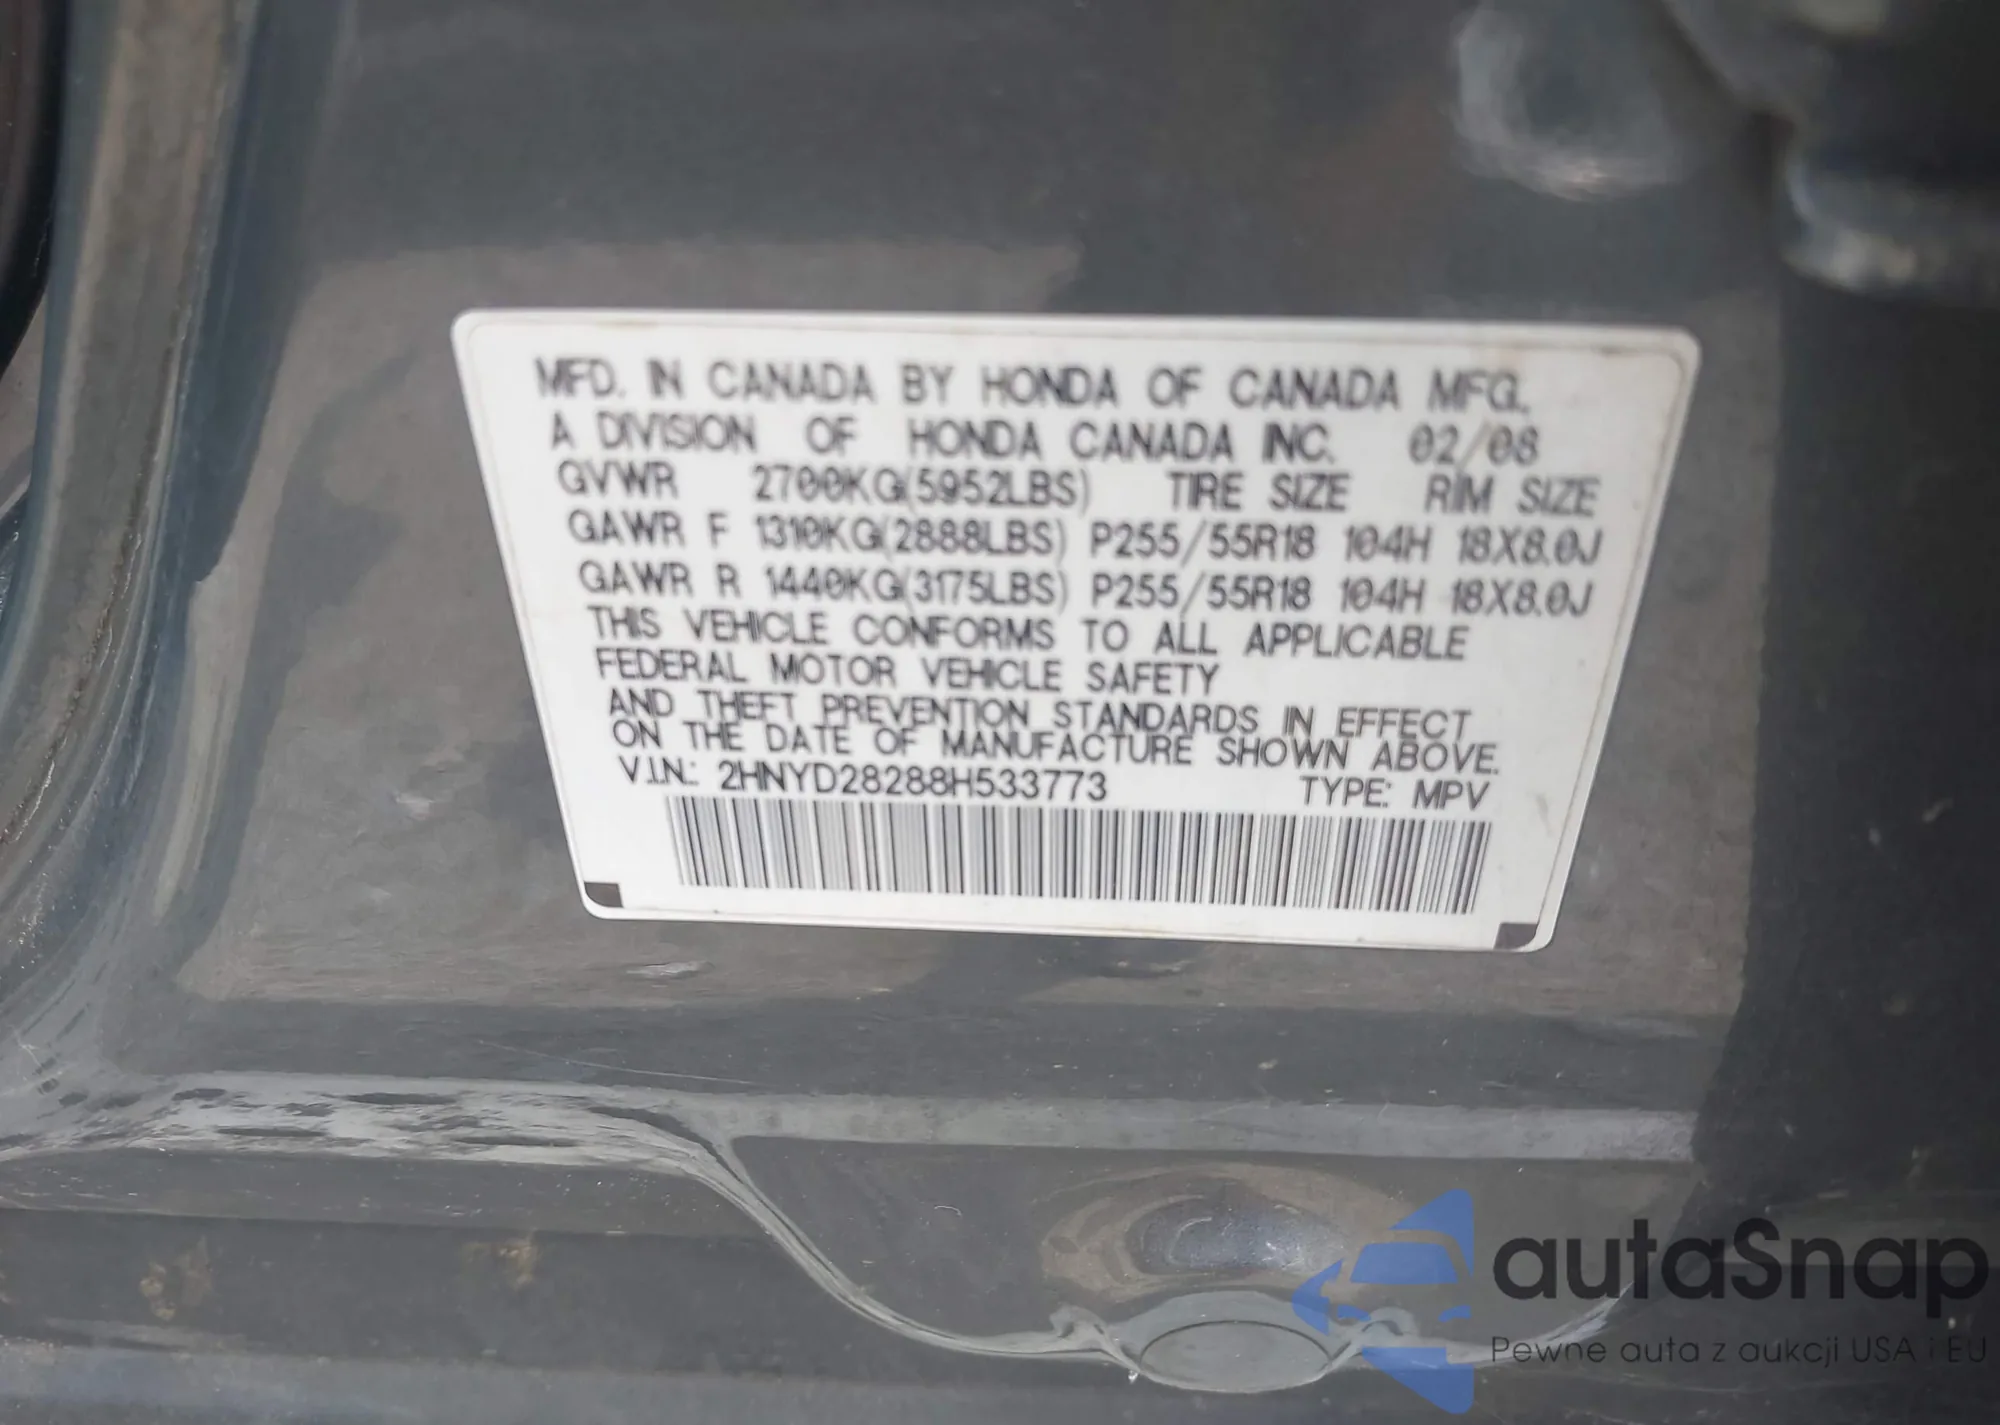 MFD. IN CANADA BY HONDA OF CANADA MFG.
A DIVISION OF HONDA CANADA INC. 02/08
GVWR 2700KG(5952LBS) TIRE SIZE RIM SIZE
GAWR F 1310KG(2888LBS) P255/55R18 104H 18X8.0J
GAWR R 1440KG(3175LBS) P255/55R18 104H 18X8.0J
THIS VEHICLE CONFORMS TO ALL APPLICABLE
FEDERAL MOTOR VEHICLE SAFETY
AND THEFT PREVENTION STANDARDS IN EFFECT
ON THE DATE OF MANUFACTURE SHOWN ABOVE.
V.I.N.: 2HNYD28288H533773 TYPE: MPV
autaSnap
Pewne auta z aukcji USA i EU